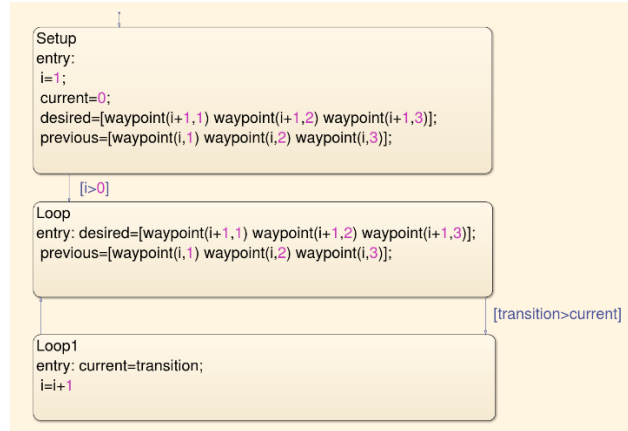 Setup
entry:
i=1;
current=0;
desired=[waypoint(i+1,1) waypoint(i+1,2) waypoint(i+1,3)];
previous=[waypoint(i,1) waypoint(i,2) waypoint(i,3)];
[i>0]
Loop
entry: desired=[waypoint(i+1,1) waypoint(i+1,2) waypoint(i+1,3)];
previous=[waypoint(i,1) waypoint(i,2) waypoint(i,3)];
[transition>current]
Loop1
entry: current=transition;
i=i+1